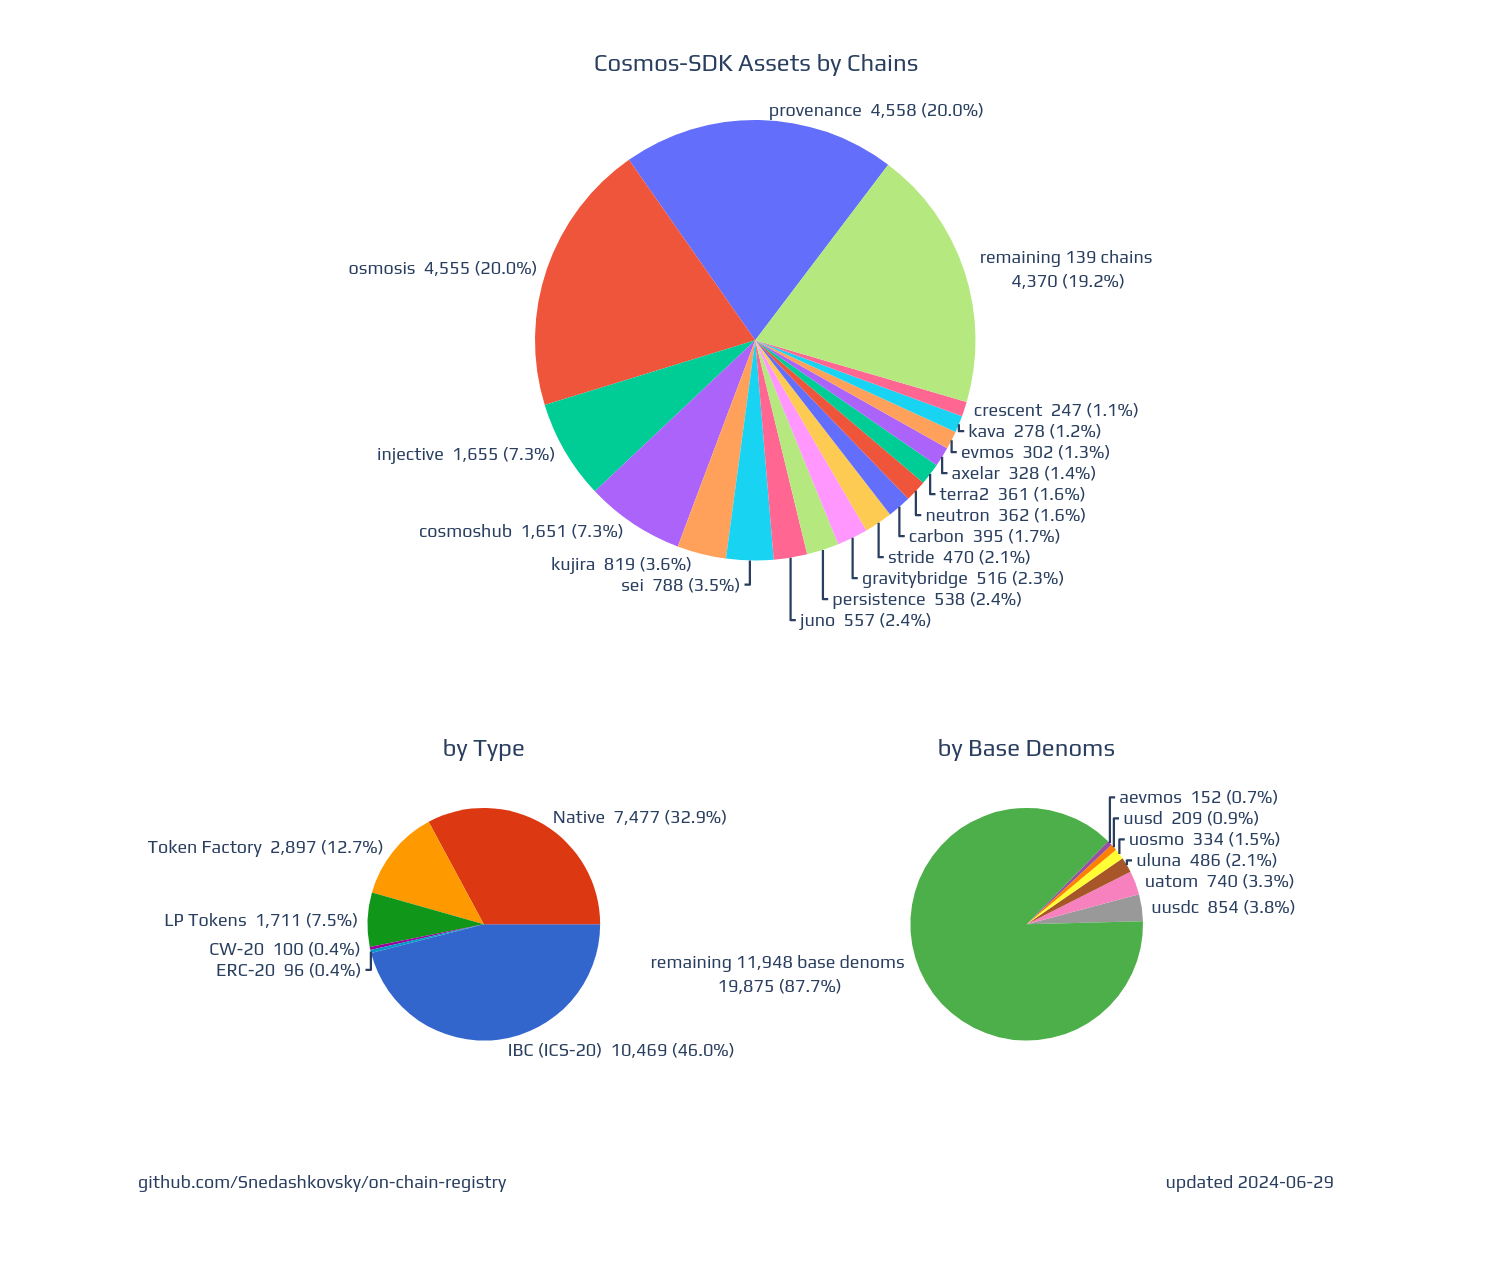 Cosmos-SDK Assets by Chains
provenance 4,558 (20.0%)
remaining 139 chains
4,370 (19.2%)
osmosis 4,555 (20.0%)
crescent 247 (1.1%)
kava 278 (1.2%)
evmos 302 (1.3%)
injective 1,655 (7.3%)
axelar 328 (1.4%)
terra2 361 (1.6%)
neutron 362 (1.6%)
cosmoshub 1,651 (7.3%)
carbon 395 (1.7%)
stride 470 (2.1%)
kujira 819 (3.6%)
gravitybridge 516 (2.3%)
sei 788 (3.5%)
persistence 538 (2.4%)
juno 557 (2.4%)
by Type
Native 7,477 (32.9%)
Token Factory 2,897 (12.7%)
LP Tokens 1,711 (7.5%)
CW-20 100 (0.4%)
ERC-20 96 (0.4%)
IBC (ICS-20) 10,469 (46.0%)
by Base Denoms
aevmos 152 (0.7%)
uusd 209 (0.9%)
uosmo 334 (1.5%)
uluna 486 (2.1%)
uatom 740 (3.3%)
uusdc 854 (3.8%)
remaining 11,948 base denoms
19,875 (87.7%)
github.com/Snedashkovsky/on-chain-registry
updated 2024-06-29